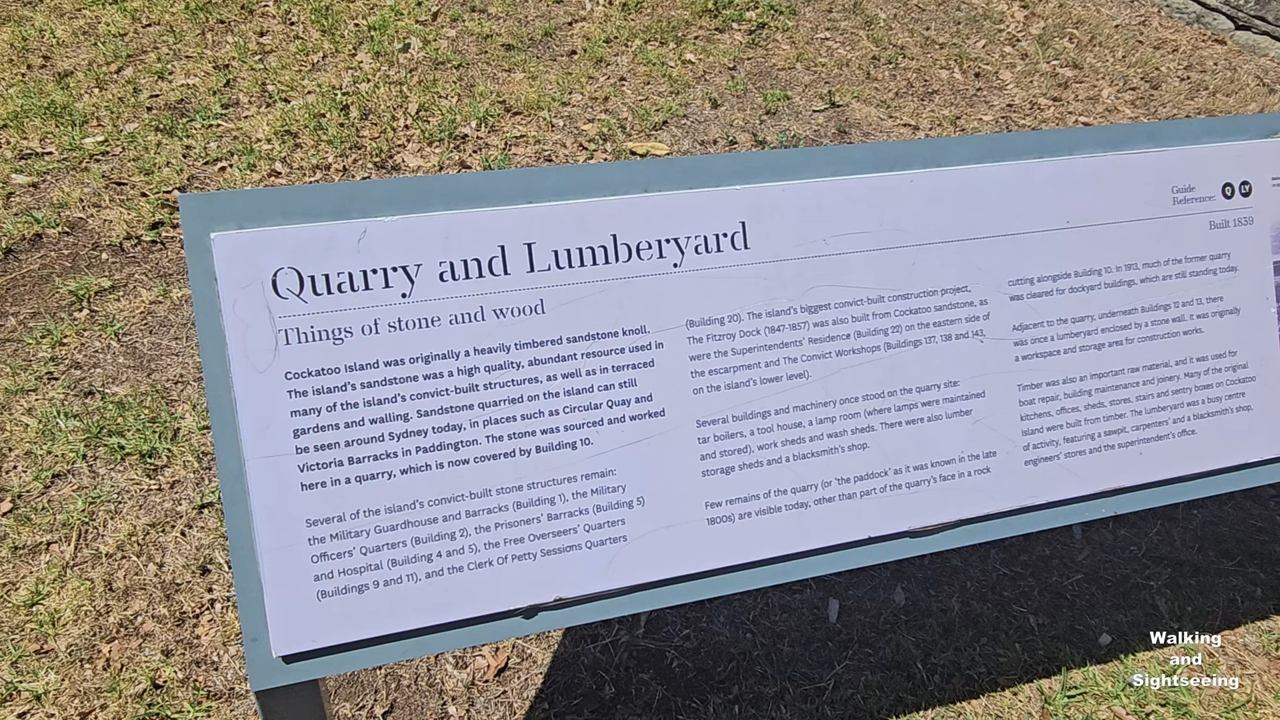 Quarry and Lumberyard
Guide
Reference:
Q
LY
Built 1839
Things of stone and wood
Cockatoo Island was originally a heavily timbered sandstone knoll.
The island's sandstone was a high quality, abundant resource used in
many of the island's convict-built structures, as well as in terraced
gardens and walling. Sandstone quarried on the island can still
be seen around Sydney today, in places such as Circular Quay and
Victoria Barracks in Paddington. The stone was sourced and worked
here in a quarry, which is now covered by Building 10.
Several of the island's convict-built stone structures remain:
the Military Guardhouse and Barracks (Building 1), the Military
Officers' Quarters (Building 2), the Prisoners' Barracks (Building 5)
and Hospital (Building 4 and 5), the Free Overseers' Quarters
(Buildings 9 and 11), and the Clerk Of Petty Sessions Quarters
(Building 20). The island's biggest convict-built construction project,
The Fitzroy Dock (1847-1857) was also built from Cockatoo sandstone, as
were the Superintendents' Residence (Building 22) on the eastern side of
the escarpment and The Convict Workshops (Buildings 137, 138 and 143,
on the island's lower level).
Several buildings and machinery once stood on the quarry site:
tar boilers, a tool house, a lamp room (where lamps were maintained
and stored), work sheds and wash sheds. There were also lumber
storage sheds and a blacksmith's shop.
Few remains of the quarry (or 'the paddock' as it was known in the late
1800s) are visible today, other than part of the quarry's face in a rock
cutting alongside Building 10. In 1913, much of the former quarry
was cleared for dockyard buildings, which are still standing today.
Adjacent to the quarry, underneath Buildings 12 and 13, there
was once a lumberyard enclosed by a stone wall. It was originally
a workspace and storage area for construction works.
Timber was also an important raw material, and it was used for
boat repair, building maintenance and joinery. Many of the original
kitchens, offices, sheds, stores, stairs and sentry boxes on Cockatoo
Island were built from timber. The lumberyard was a busy centre
of activity, featuring a sawpit, carpenters' and a blacksmith's shop,
engineers' stores and the superintendent's office.
Walking
and
Sightseeing